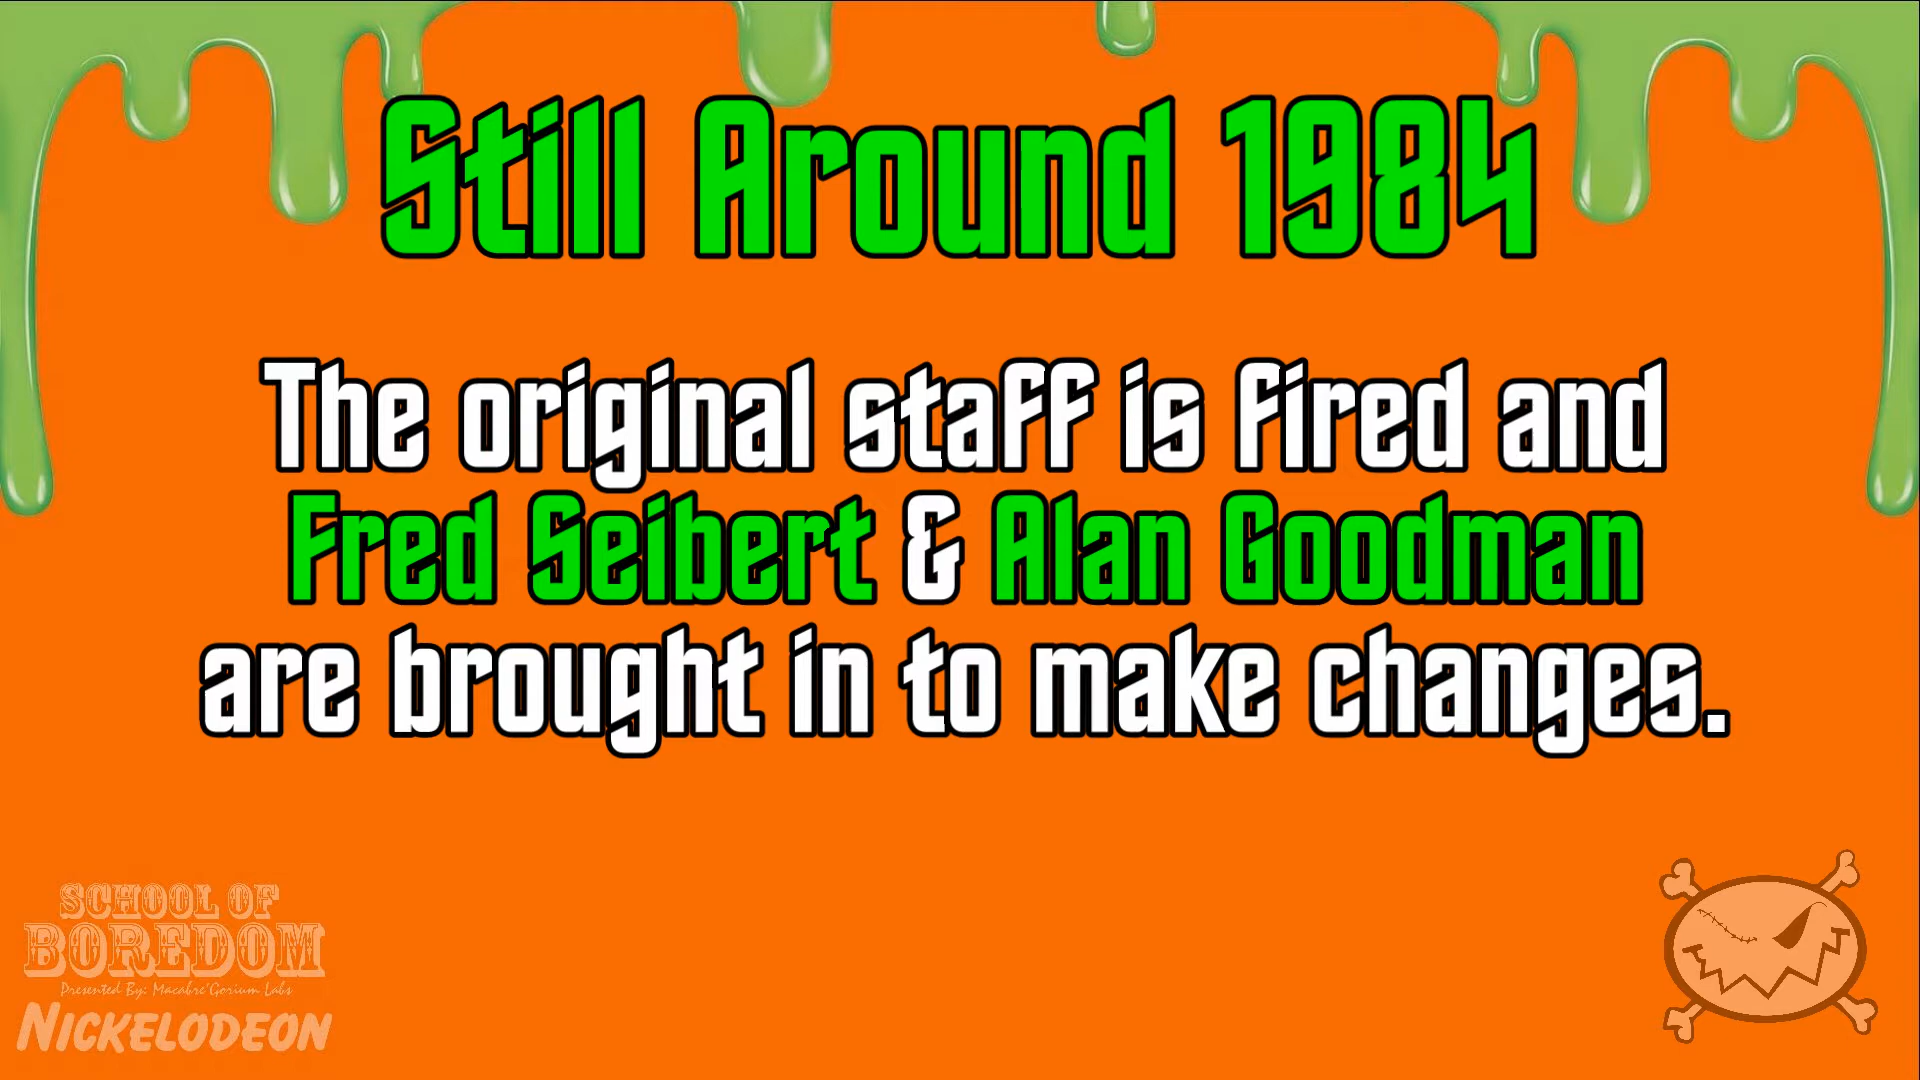 Still Around 1984
The original staff is fired and
Fred Seibert & Alan Goodman
are brought in to make changes.
SCHOOL OF
BOREDOM
Presented By: Macabre'Gorium Labs
NICKELODEON